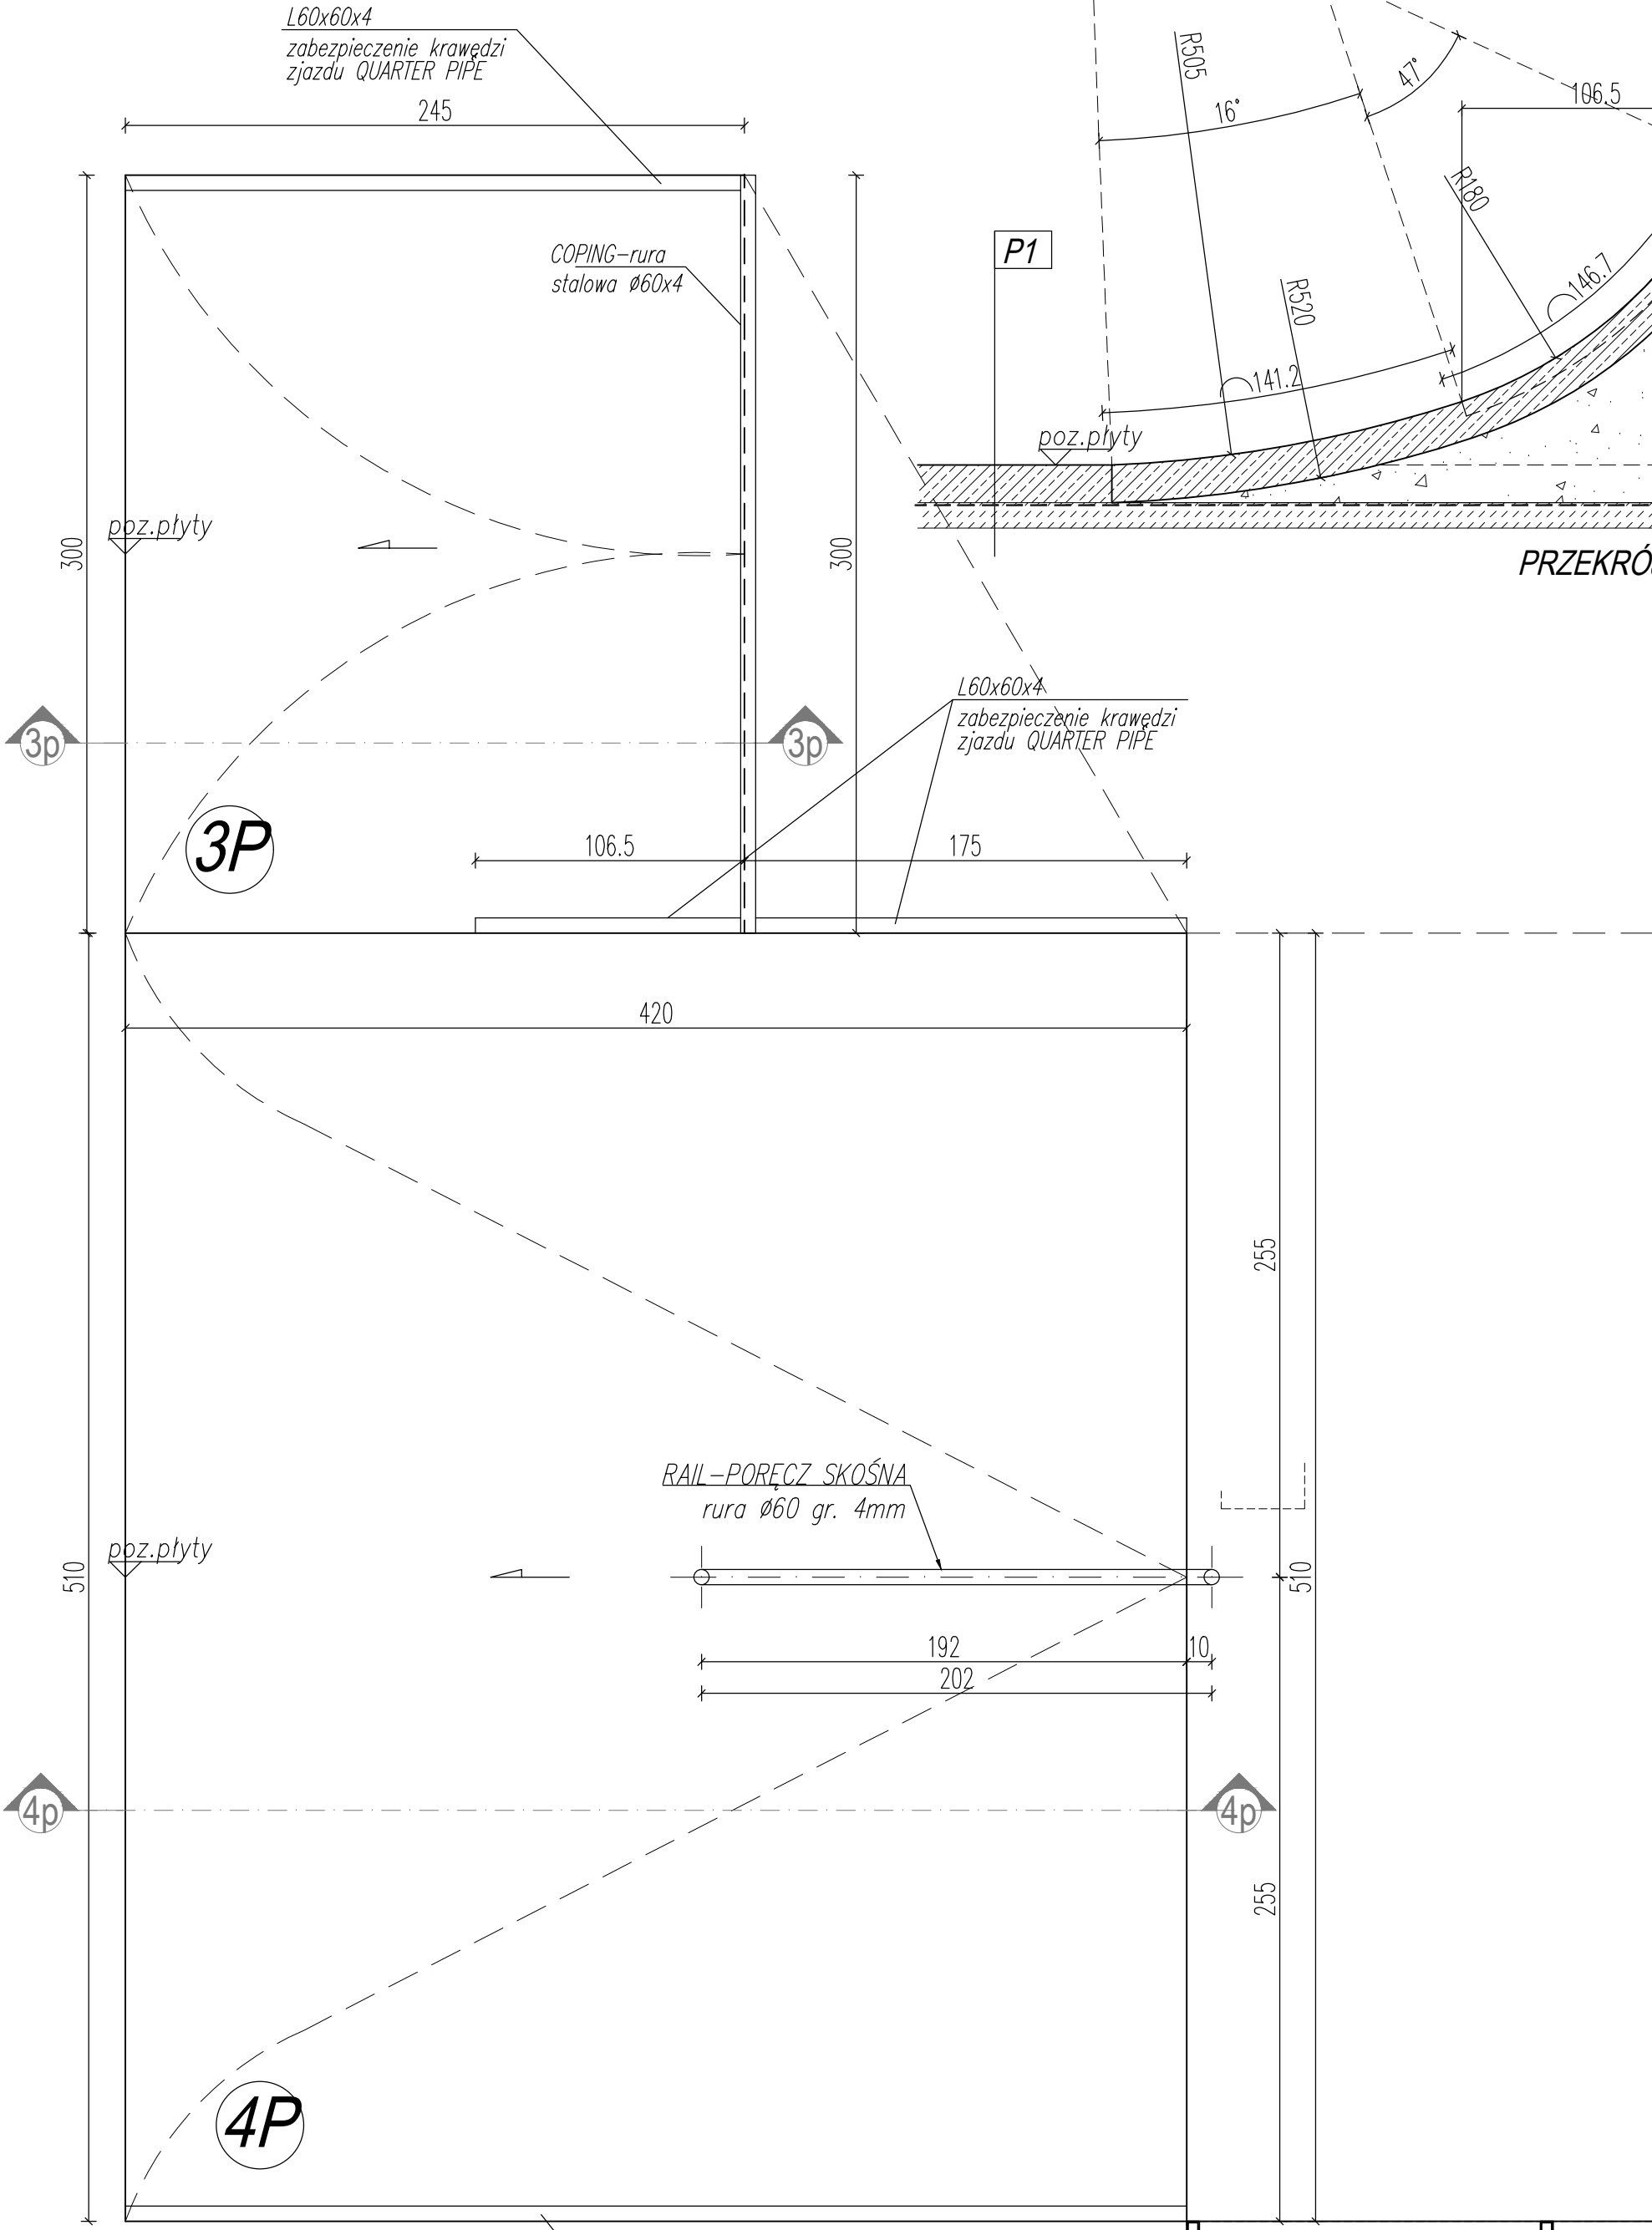 L60x60x4
zabezpieczenie krawędzi
zjazdu QUARTER PIPE
245
R505
47°
16°
106.5
R180
COPING-rura
stalowa ø60x4
P1
R520
146.7
141.2
poz.płyty
poz.płyty
300
300
L60x60x4
zabezpieczenie krawędzi
zjazdu QUARTER PIPE
3p
3p
3P
106.5
175
420
255
RAIL-PORĘCZ SKOŚNA
rura ø60 gr. 4mm
poz.płyty
510
510
192
10
202
4p
4p
255
4P